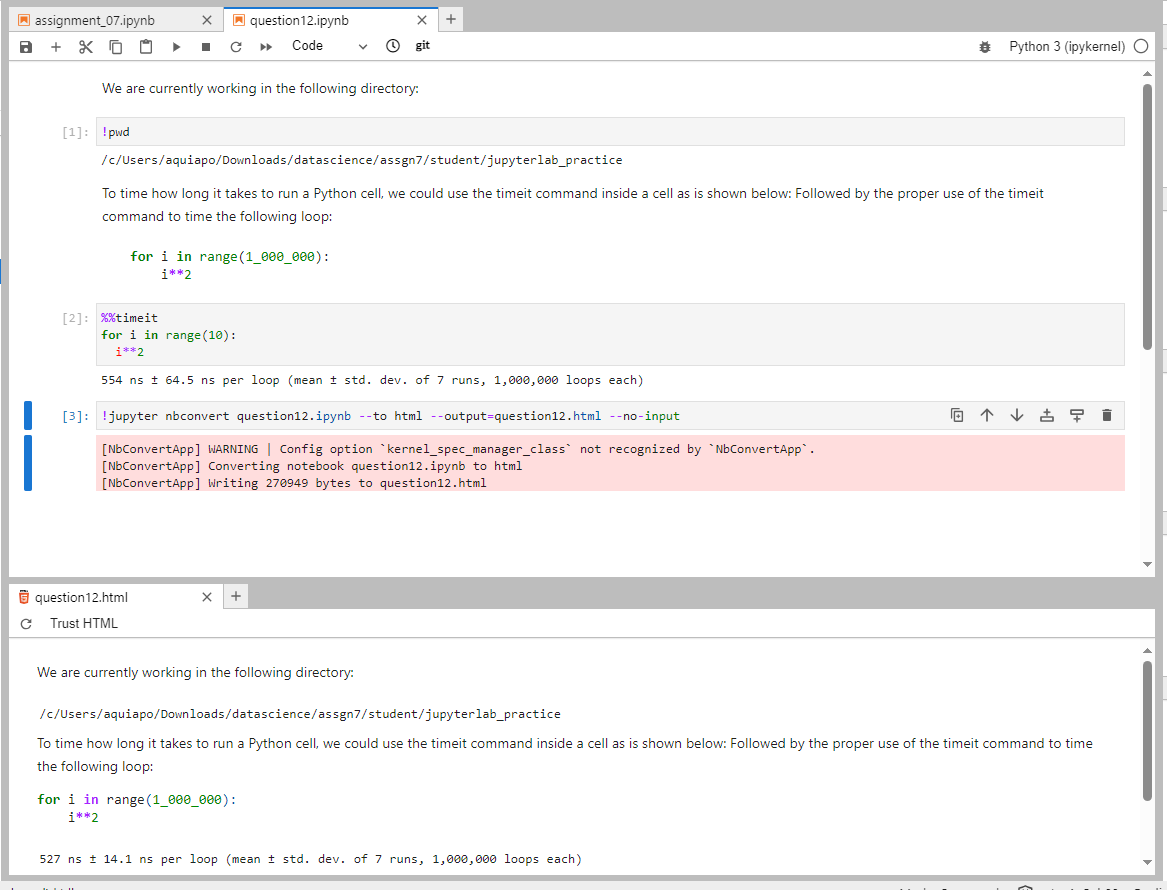 assignment_07.ipynb
question12.ipynb
Code
git
Python 3 (ipykernel)
We are currently working in the following directory:
[1]:
!pwd
/c/Users/aquiapo/Downloads/datascience/assgn7/student/jupyterlab_practice
To time how long it takes to run a Python cell, we could use the timeit command inside a cell as is shown below: Followed by the proper use of the timeit
command to time the following loop:
for i in range(1_000_000):
i**2
[2]:
%%timeit
for i in range(10):
i**2
554 ns ± 64.5 ns per loop (mean ± std. dev. of 7 runs, 1,000,000 loops each)
[3]:
!jupyter nbconvert question12.ipynb --to html --output=question12.html --no-input
[NbConvertApp] WARNING | Config option `kernel_spec_manager_class` not recognized by `NbConvertApp`.
[NbConvertApp] Converting notebook question12.ipynb to html
[NbConvertApp] Writing 270949 bytes to question12.html
question12.html
Trust HTML
We are currently working in the following directory:
/c/Users/aquiapo/Downloads/datascience/assgn7/student/jupyterlab_practice
To time how long it takes to run a Python cell, we could use the timeit command inside a cell as is shown below: Followed by the proper use of the timeit command to time
the following loop:
for i in range(1_000_000):
i**2
527 ns ± 14.1 ns per loop (mean ± std. dev. of 7 runs, 1,000,000 loops each)